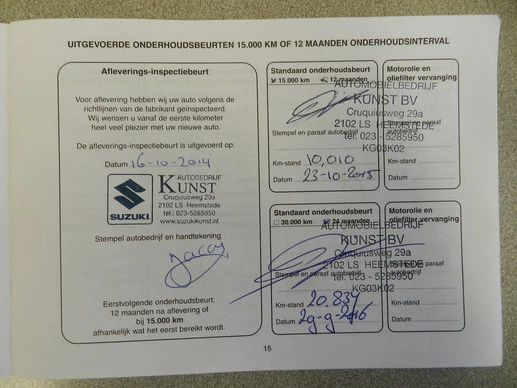 UITGEVOERDE ONDERHOUDSBEURTEN 15.000 KM OF 12 MAANDEN ONDERHOUDSINTERVAL
Afleverings-inspectiebeurt
Voor aflevering hebben wij uw auto volgens de
richtlijnen van de fabrikant geïnspecteerd.
Wij wensen u vanaf de eerste kilometer
heel veel plezier met uw nieuwe auto.
De afleverings-inspectiebeurt is uitgevoerd op:
Datum 16-10-2014
AUTOBEDRIJF
KUNST
Cruquiusweg 29a
2102 LS Heemstede
tel.: 023-5285950
www.suzukikunst.nl
SUZUKI
Stempel autobedrijf en handtekening
Eerstvolgende onderhoudsbeurt:
12 maanden na aflevering of
bij 15.000 km
afhankelijk wat het eerst bereikt wordt.
Standaard onderhoudsbeurt
15.000 km 12 maanden
Stempel en paraaf autobedrijf
Km-stand 10,010
Datum 23-10-2015
Motorolie en
oliefilter vervanging
Stempel en paraaf autobedrijf
Km-stand
Datum
AUTOMOBIELBEDRIJF
KUNST BV
Cruquiusweg 29a
2102 LS HEEMSTEDE
tel. 023 - 5285950
KG03K02
Standaard onderhoudsbeurt
30.000 km 24 maanden
Stempel en paraaf autobedrijf
Km-stand 20.834
Datum 29-9-2016
Motorolie en
oliefilter vervanging
Stempel en paraaf autobedrijf
Km-stand
Datum
AUTOMOBIELBEDRIJF
KUNST BV
Cruquiusweg 29a
2102 LS HEEMSTEDE
tel. 023 - 5285950
KG03K02
15